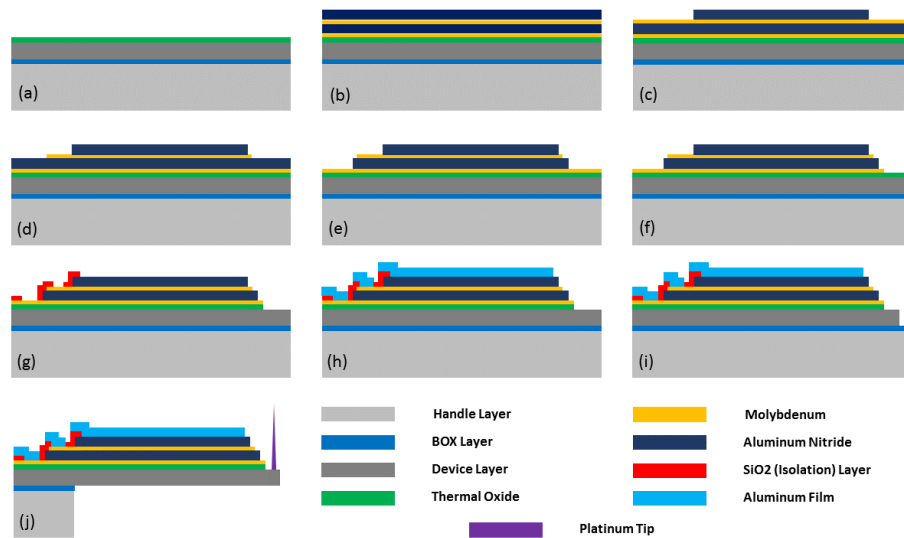 (a)
(b)
(c)
(d)
(e)
(f)
(g)
(h)
(i)
(j)
Handle Layer
BOX Layer
Device Layer
Thermal Oxide
Molybdenum
Aluminum Nitride
SiO2 (Isolation) Layer
Aluminum Film
Platinum Tip